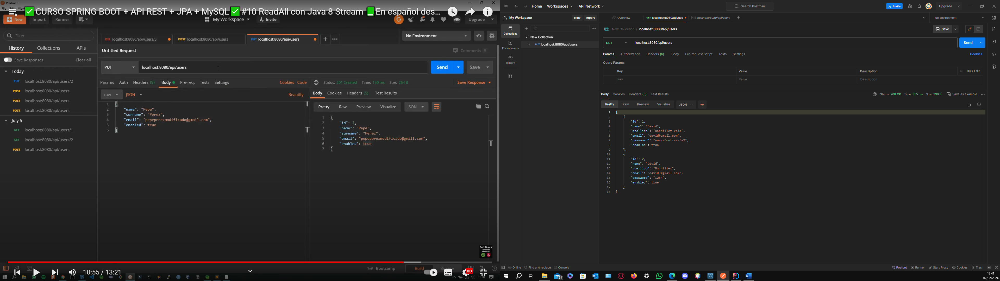 Postman
File Edit View
✅CURSO SPRING BOOT + API REST + JPA + MySQL✅#10 ReadAll con Java 8 Stream 📗En español des...
New Import Runner My Workspace Invite Upgrade
Filter
History Collections APIs
Save Responses Clear all
Today
PUT localhost:8080/api/users/2
POST localhost:8080/api/users
POST localhost:8080/api/users
POST localhost:8080/api/users
July 5
GET localhost:8080/api/users/1
GET localhost:8080/api/users/2
POST localhost:8080/api/users
DEL localhost:8080/api/users/3 POST localhost:8080/api/users PUT localhost:8080/api/users No Environment
Untitled Request Comments 0
PUT localhost:8080/api/users Send Save
Params Auth Headers (9) Body Pre-req. Tests Settings Cookies Code
raw JSON Beautify
1 {
2 "name": "Pepe",
3 "surname": "Perez",
4 "email": "pepeperezmodificado@gmail.com",
5 "enabled": true
6 }
Status: 201 Created Time: 150 ms Size: 264 B Save Response
Body Cookies Headers (5) Test Results
Pretty Raw Preview Visualize JSON
1 {
2 "id": 2,
3 "name": "Pepe",
4 "surname": "Perez",
5 "email": "pepeperezmodificado@gmail.com",
6 "enabled": true
7 }
FullStack
Fernando
Fuentes
Bootcamp Build Browse
10:55 / 13:21 HD
21:30
Home Workspaces API Network Search Postman Invite Upgrade
My Workspace New Import
Overview GET localhost:8080/api/use localhost:8080/api/users No Environment
Collections
Environments
History
New Collection
PUT localhost:8080/api/users
HTTP New Collection / localhost:8080/api/users Save
GET localhost:8080/api/users Send
Params Authorization Headers (6) Body Pre-request Script Tests Settings Cookies
Query Params
Key Value Description Bulk Edit
Key Value Description
Body Cookies Headers (5) Test Results Status: 200 OK Time: 355 ms Size: 396 B Save as example
Pretty Raw Preview Visualize JSON
1 [
2 {
3 "id": 1,
4 "name": "David",
5 "apellido": "Bachiller Vela",
6 "email": "david@gmail.com",
7 "password": "nuevaContraseña2",
8 "enabled": true
9 },
10 {
11 "id": 2,
12 "name": "David",
13 "apellido": "Bachiller",
14 "email": "david3@gmail.com",
15 "password": "1234",
16 "enabled": true
17 }
18 ]
Online Find and replace Console Postbot Runner Start Proxy Cookies Trash
64
18:41
02/02/2024